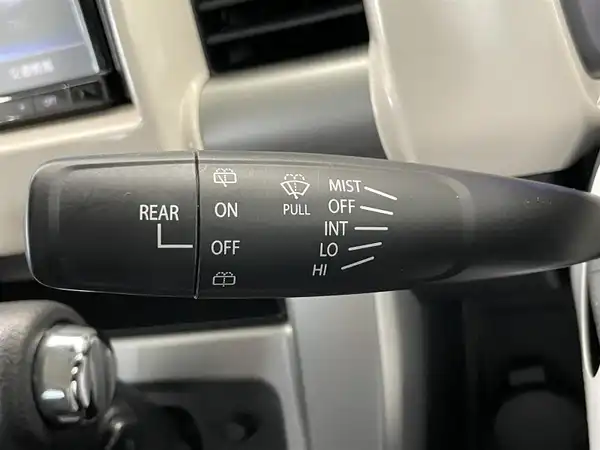 REAR
ON
OFF
PULL
MIST
OFF
INT
LO
HI